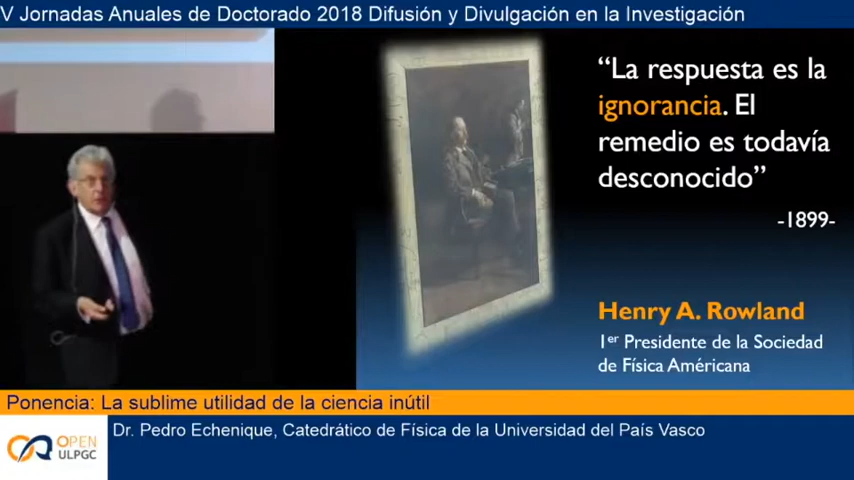 V Jornadas Anuales de Doctorado 2018 Difusión y Divulgación en la Investigación
“La respuesta es la
ignorancia. El
remedio es todavía
desconocido”
-1899-
Henry A. Rowland
1er Presidente de la Sociedad
de Física Américana
Ponencia: La sublime utilidad de la ciencia inútil
OPEN
ULPGC
Dr. Pedro Echenique, Catedrático de Física de la Universidad del País Vasco